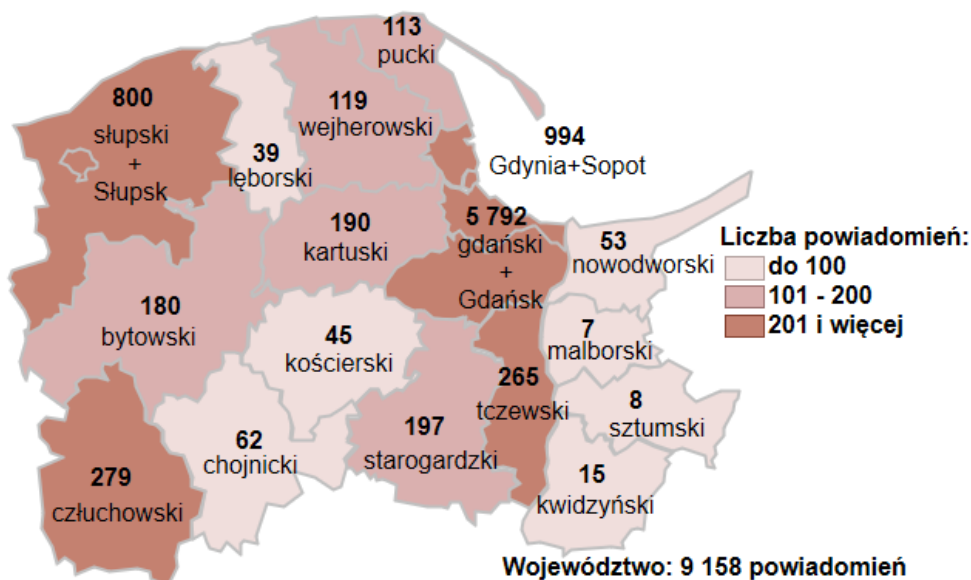 113
pucki
800
słupski
+
Słupsk
119
wejherowski
39
lęborski
994
Gdynia+Sopot
190
kartuski
5 792
gdański
+
Gdańsk
53
nowodworski
Liczba powiadomień:
do 100
101 - 200
201 i więcej
180
bytowski
45
kościerski
7
malborski
265
tczewski
8
sztumski
62
chojnicki
197
starogardzki
279
człuchowski
15
kwidzyński
Województwo: 9 158 powiadomień